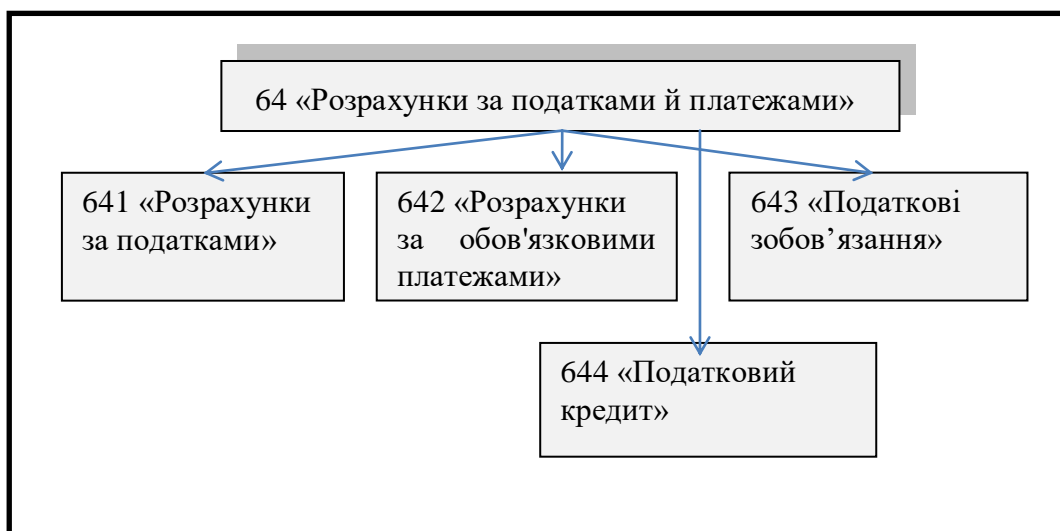 64 «Розрахунки за податками й платежами»
641 «Розрахунки
за податками»
642 «Розрахунки
за обов'язковими
платежами»
643 «Податкові
зобов’язання»
644 «Податковий
кредит»